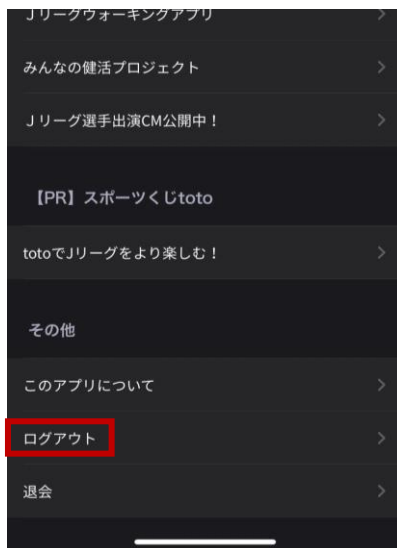 Jリーグウォーキングアプリ
みんなの健活プロジェクト
Jリーグ選手出演CM公開中！
【PR】スポーツくじtoto
totoでJリーグをより楽しむ！
その他
このアプリについて
ログアウト
退会